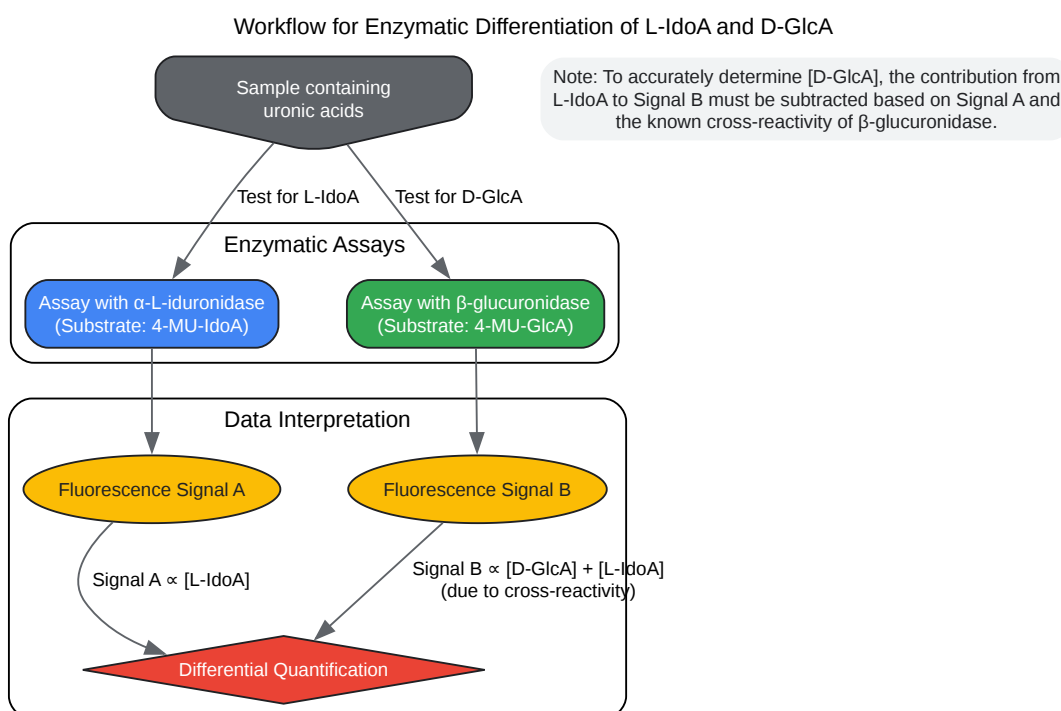 Workflow for Enzymatic Differentiation of L-IdoA and D-GlcA
Sample containing
uronic acids
Note: To accurately determine [D-GlcA], the contribution from
L-IdoA to Signal B must be subtracted based on Signal A and
the known cross-reactivity of β-glucuronidase.
Test for L-IdoA
Test for D-GlcA
Enzymatic Assays
Assay with α-L-iduronidase
(Substrate: 4-MU-IdoA)
Assay with β-glucuronidase
(Substrate: 4-MU-GlcA)
Data Interpretation
Fluorescence Signal A
Fluorescence Signal B
Signal A ∝ [L-IdoA]
Signal B ∝ [D-GlcA] + [L-IdoA]
(due to cross-reactivity)
Differential Quantification